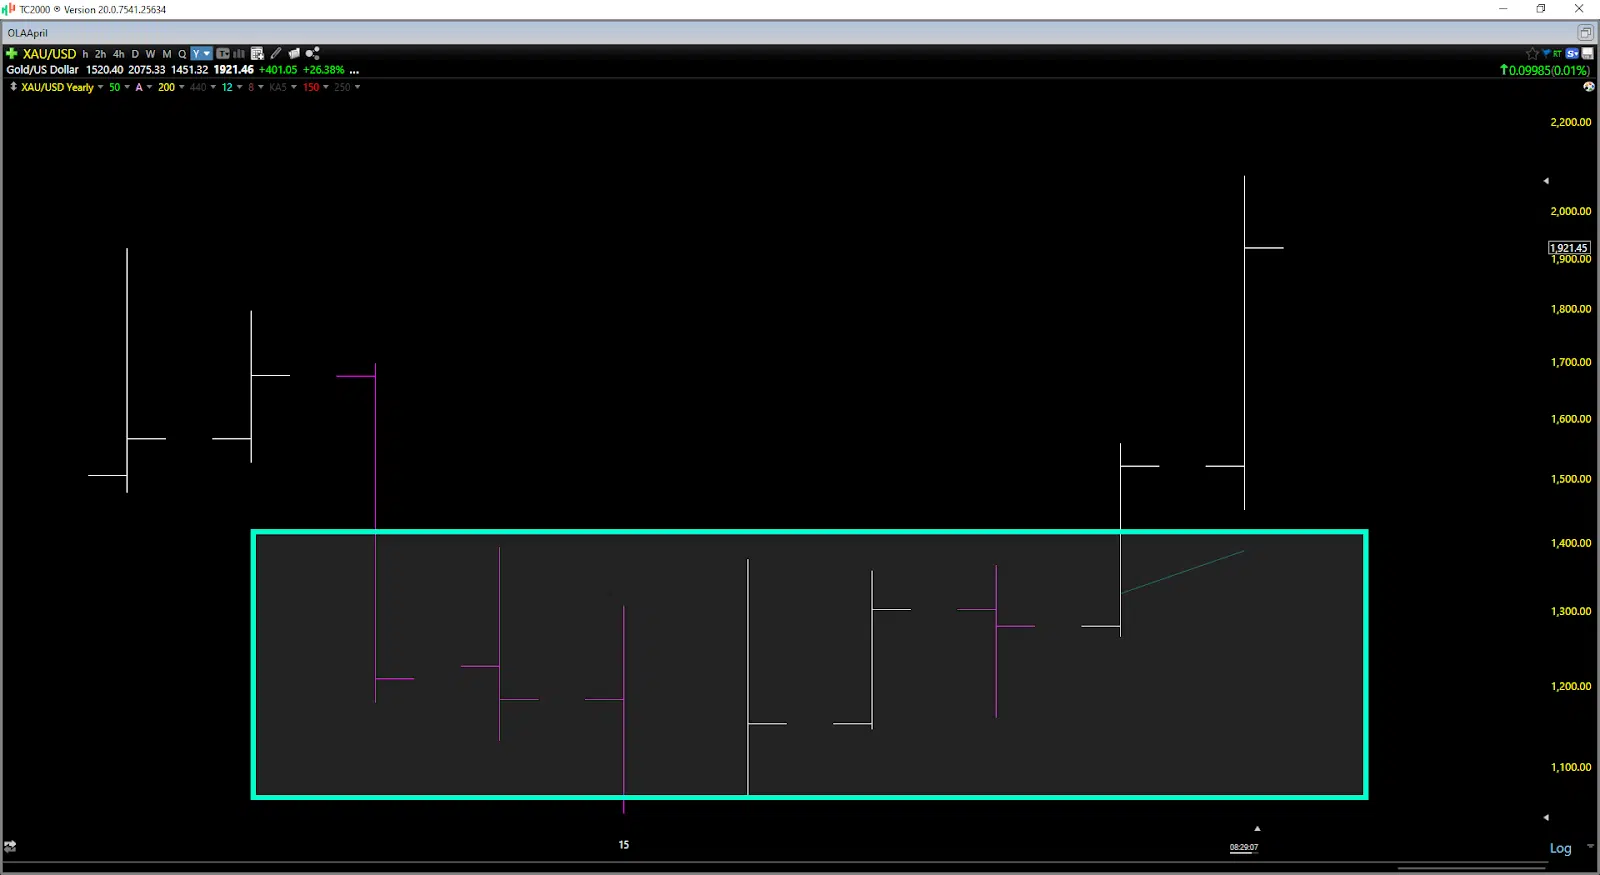 TC2000 ® Version 20.0.7541.25634
OLAApril
XAU/USD h 2h 4h D W M Q Y
RT S
Gold/US Dollar 1520.40 2075.33 1451.32 1921.46 +401.05 +26.38% ...
0.09985(0.01%)
XAU/USD Yearly 50 A 200 440 12 8 KA5 150 250
2,200.00
2,000.00
1,921.45
1,900.00
1,800.00
1,700.00
1,600.00
1,500.00
1,400.00
1,300.00
1,200.00
1,100.00
15
08:29:07
Log